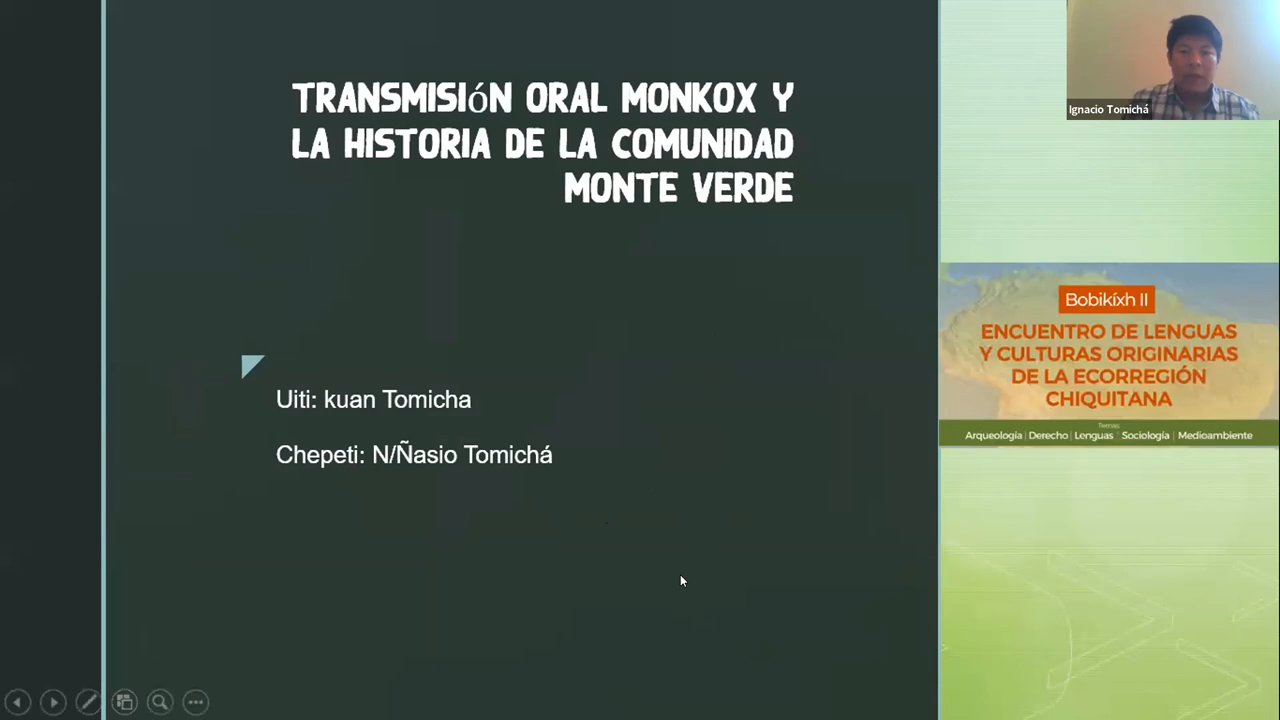 TRANSMISIÓN ORAL MONKOX Y
LA HISTORIA DE LA COMUNIDAD
MONTE VERDE
Uiti: kuan Tomicha
Chepeti: N/Ñasio Tomichá
Ignacio Tomichá
Bobikíxh II
ENCUENTRO DE LENGUAS
Y CULTURAS ORIGINARIAS
DE LA ECORREGIÓN
CHIQUITANA
Temas
Arqueología | Derecho | Lenguas | Sociología | Medioambiente